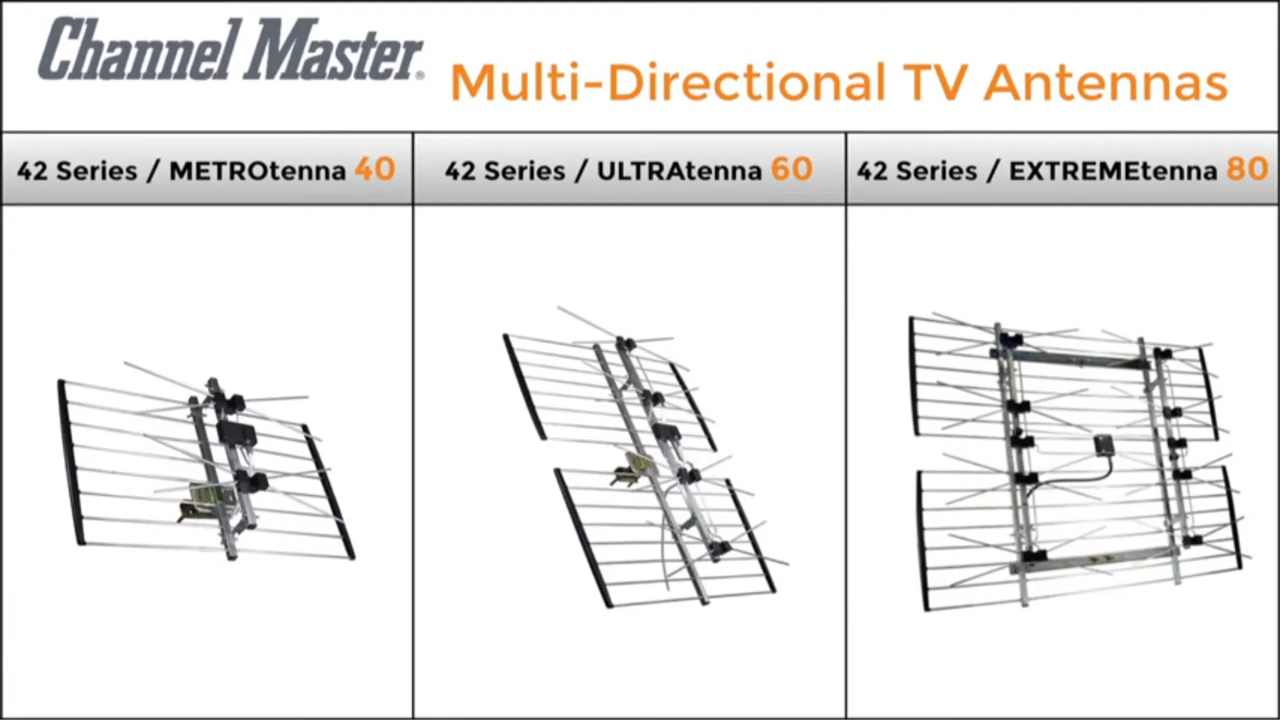 Channel Master®
Multi-Directional TV Antennas
42 Series / METROtenna 40
42 Series / ULTRAtenna 60
42 Series / EXTREMEtenna 80